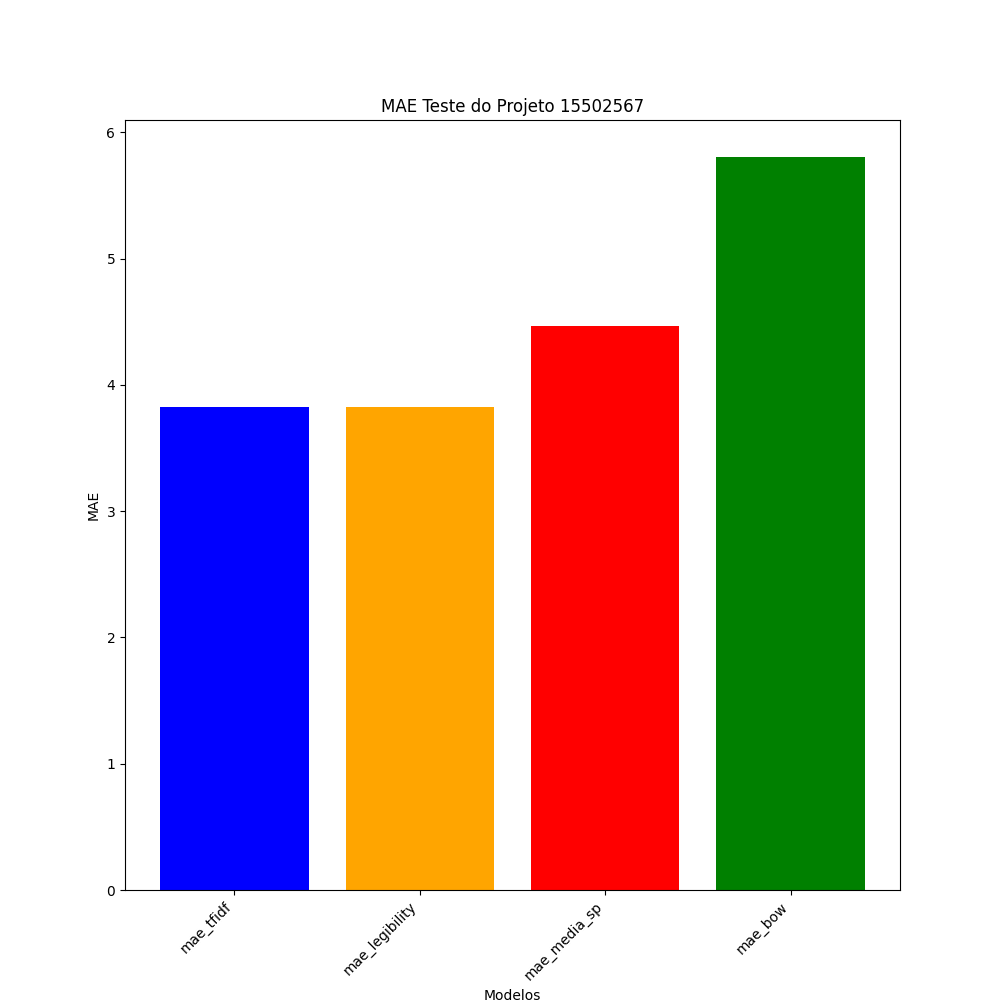 MAE Teste do Projeto 15502567
6
5
4
3
2
1
0
MAE
mae_tfidf
mae_legibility
mae_media_sp
mae_bow
Modelos